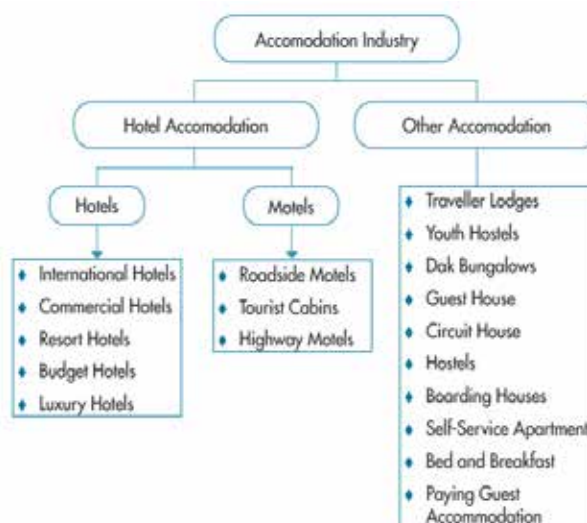 Accomodation Industry
Hotel Accomodation
Other Accomodation
Hotels
Motels
International Hotels
Commercial Hotels
Resort Hotels
Budget Hotels
Luxury Hotels
Roadside Motels
Tourist Cabins
Highway Motels
Traveller Lodges
Youth Hostels
Dak Bungalows
Guest House
Circuit House
Hostels
Boarding Houses
Self-Service Apartment
Bed and Breakfast
Paying Guest
Accommodation